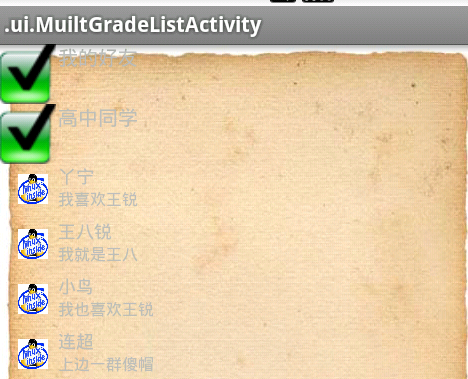 .ui.MuiltGradeListActivity
我的好友
高中同学
丫宁
我喜欢王锐
王八锐
我就是王八
小鸟
我也喜欢王锐
连超
上边一群傻帽